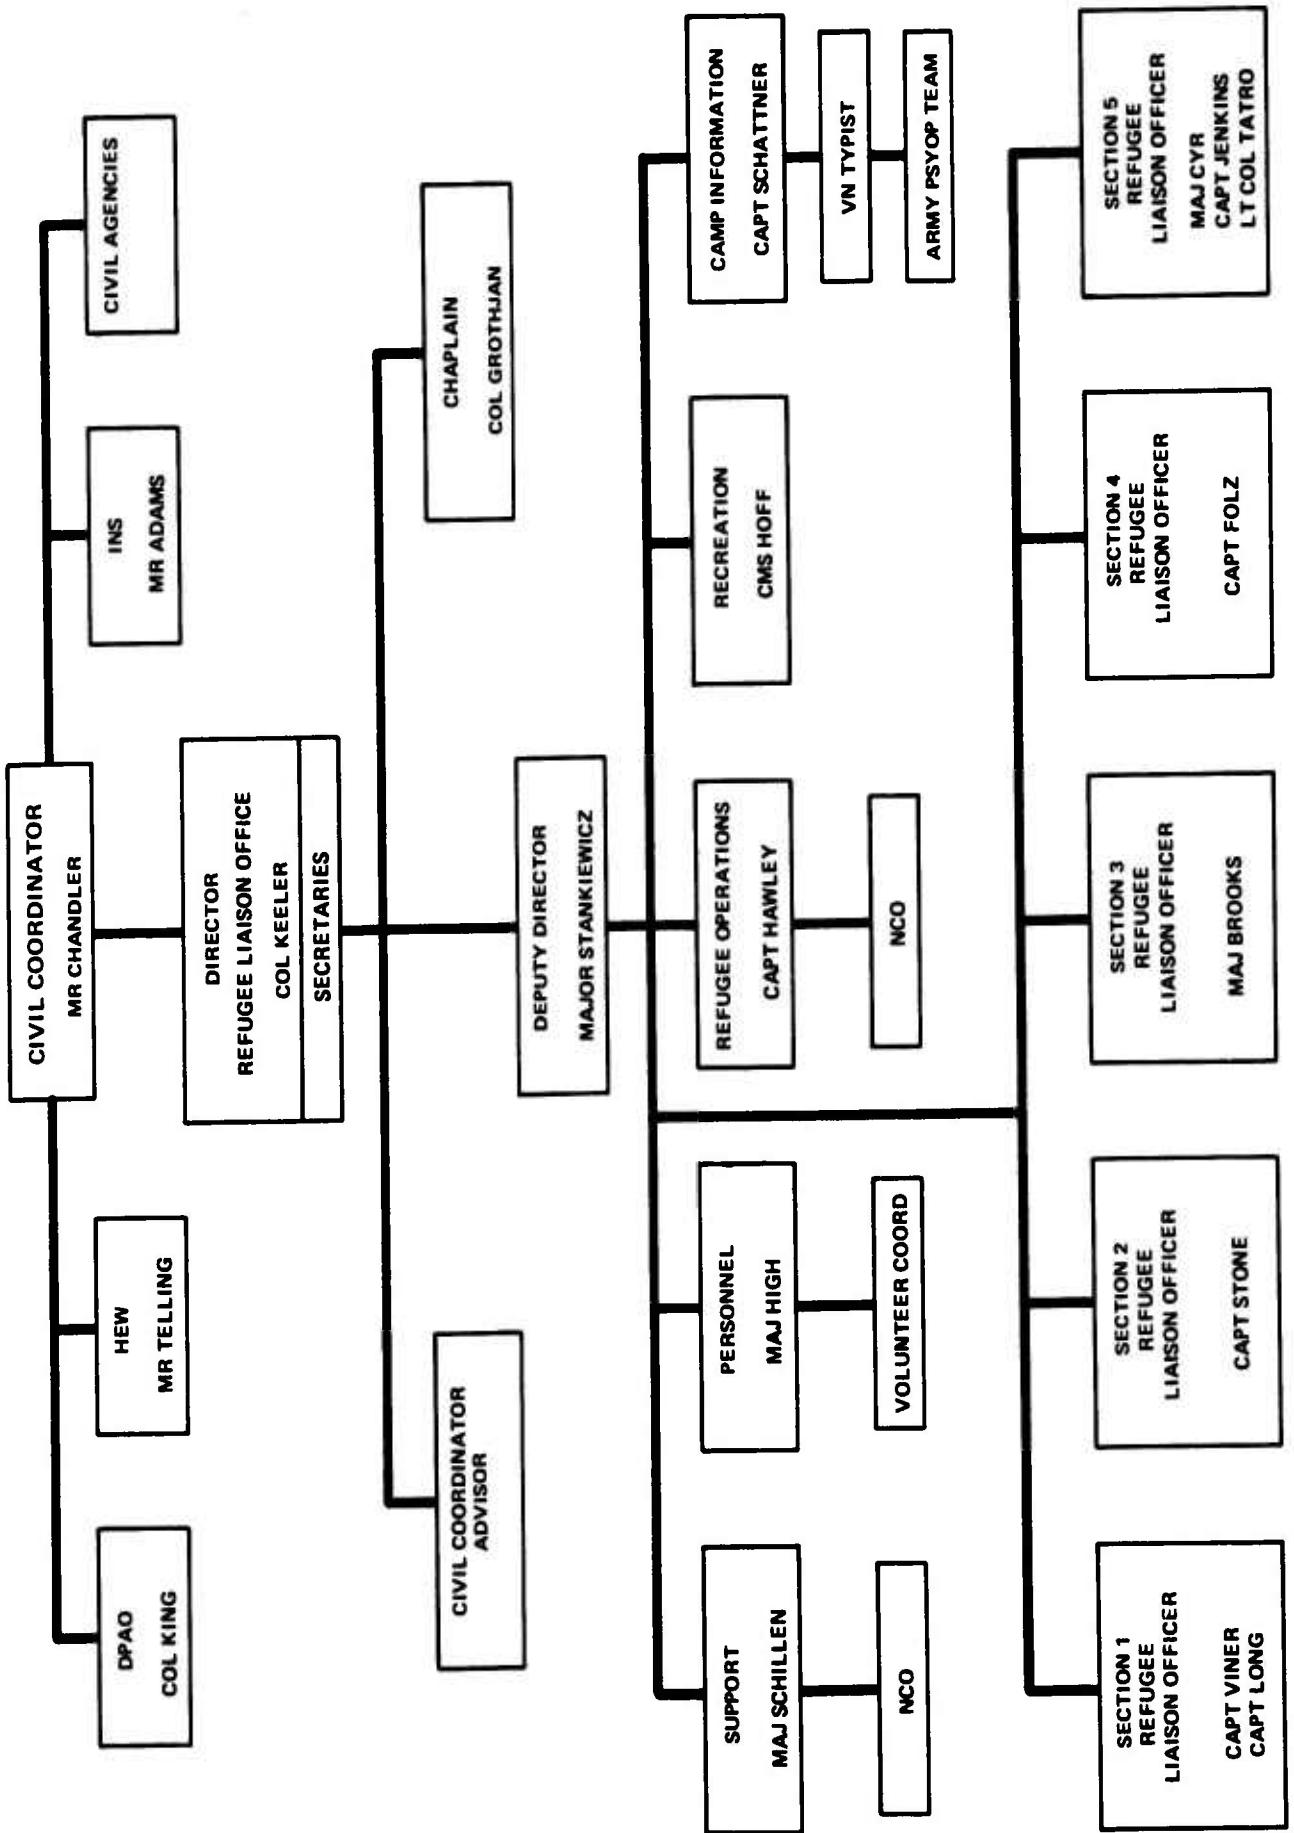 CIVIL COORDINATOR
MR CHANDLER
DPAO
COL KING
HEW
MR TELLING
INS
MR ADAMS
CIVIL AGENCIES
DIRECTOR
REFUGEE LIAISON OFFICE
COL KEELER
SECRETARIES
CIVIL COORDINATOR
ADVISOR
CHAPLAIN
COL GROTHJAN
DEPUTY DIRECTOR
MAJOR STANKIEWICZ
SUPPORT
MAJ SCHILLEN
NCO
PERSONNEL
MAJ HIGH
VOLUNTEER COORD
REFUGEE OPERATIONS
CAPT HAWLEY
NCO
RECREATION
CMS HOFF
CAMP INFORMATION
CAPT SCHATTNER
VN TYPIST
ARMY PSYOP TEAM
SECTION 1
REFUGEE
LIAISON OFFICER
CAPT VINER
CAPT LONG
SECTION 2
REFUGEE
LIAISON OFFICER
CAPT STONE
SECTION 3
REFUGEE
LIAISON OFFICER
MAJ BROOKS
SECTION 4
REFUGEE
LIAISON OFFICER
CAPT FOLZ
SECTION 5
REFUGEE
LIAISON OFFICER
MAJ CYR
CAPT JENKINS
LT COL TATRO